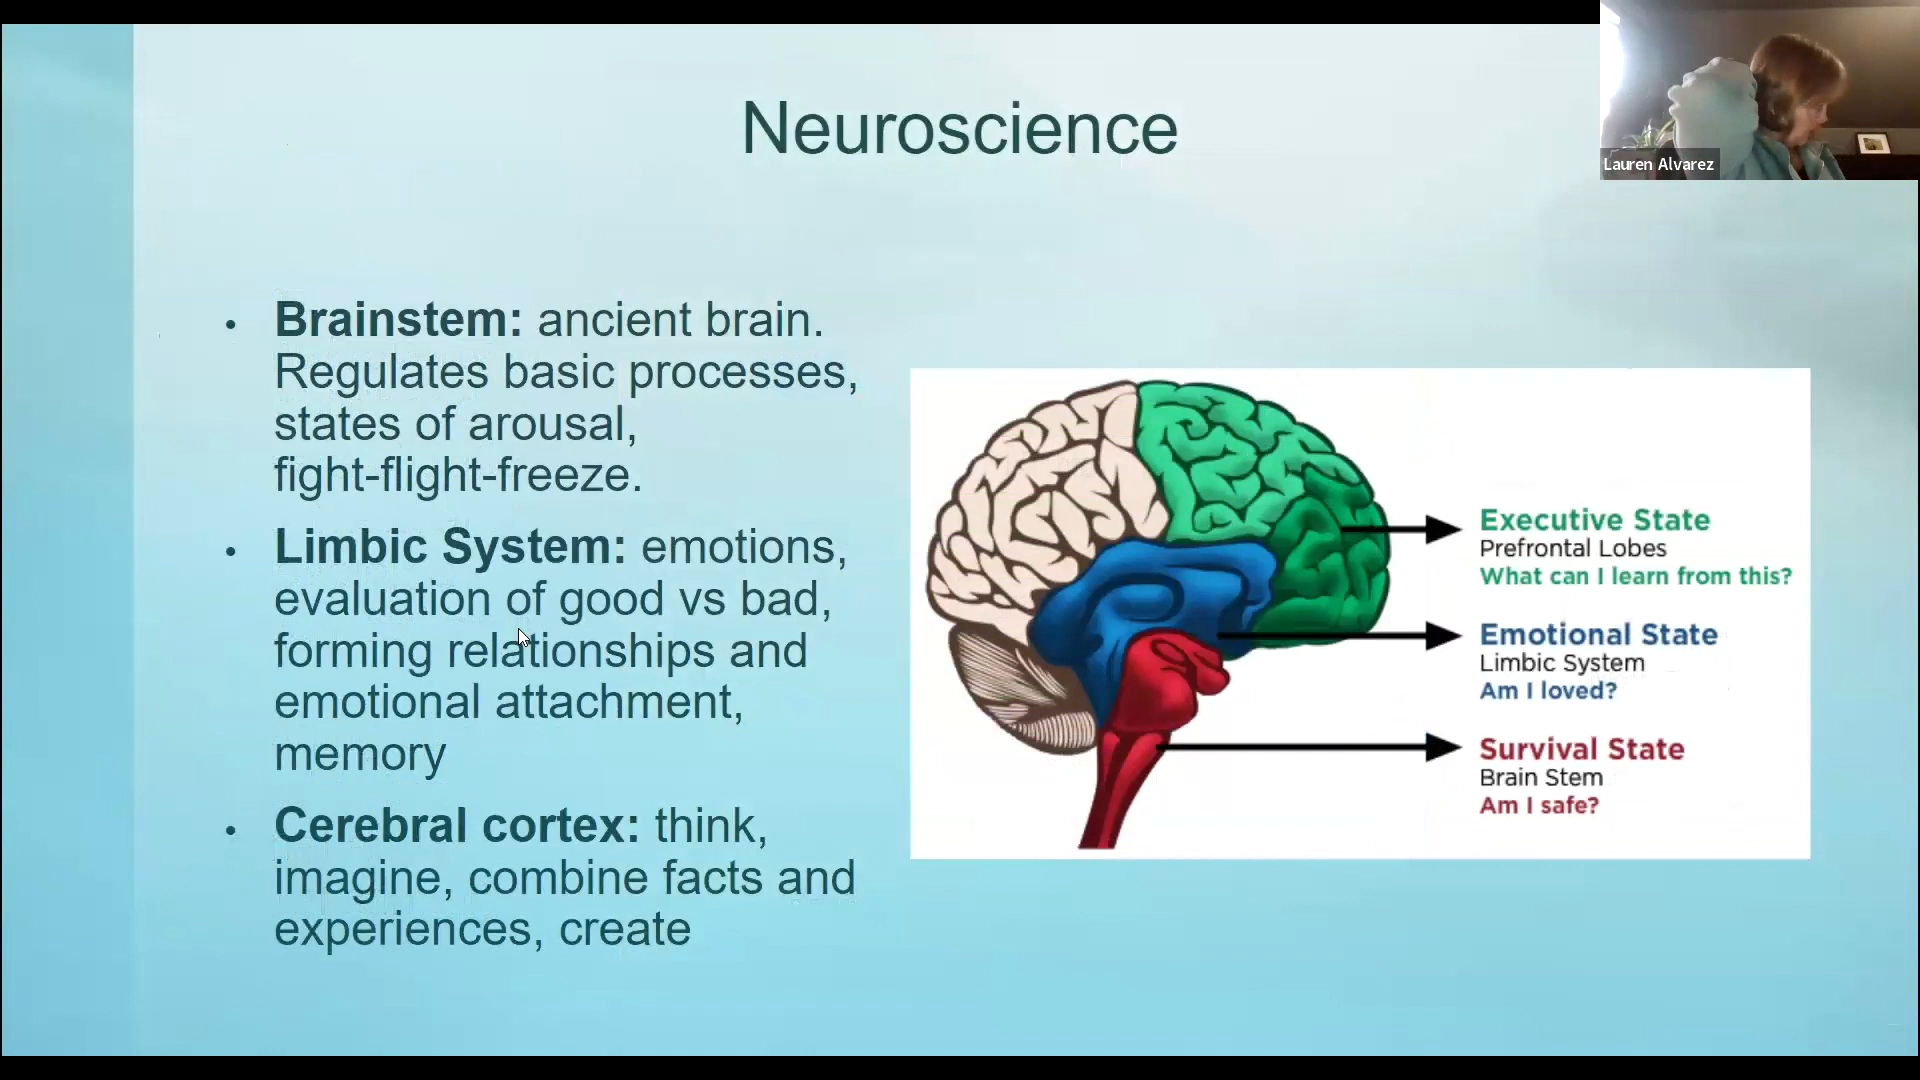 Neuroscience
Lauren Alvarez
• Brainstem: ancient brain.
Regulates basic processes,
states of arousal,
fight-flight-freeze.
• Limbic System: emotions,
evaluation of good vs bad,
forming relationships and
emotional attachment,
memory
• Cerebral cortex: think,
imagine, combine facts and
experiences, create
Executive State
Prefrontal Lobes
What can I learn from this?
Emotional State
Limbic System
Am I loved?
Survival State
Brain Stem
Am I safe?